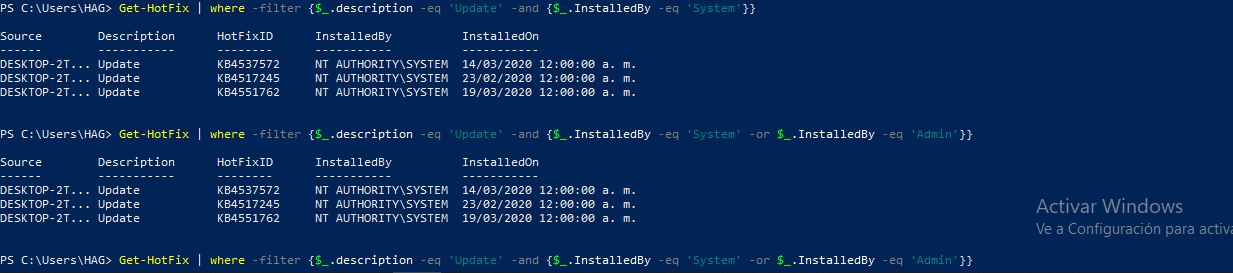 PS C:\Users\HAG> Get-HotFix | where -filter {$_.description -eq 'Update' -and {$_.InstalledBy -eq 'System'}}
Source        Description      HotFixID      InstalledBy          InstalledOn
------        -----------      --------      -----------          -----------
DESKTOP-2T... Update           KB4537572     NT AUTHORITY\SYSTEM  14/03/2020 12:00:00 a. m.
DESKTOP-2T... Update           KB4517245     NT AUTHORITY\SYSTEM  23/02/2020 12:00:00 a. m.
DESKTOP-2T... Update           KB4551762     NT AUTHORITY\SYSTEM  19/03/2020 12:00:00 a. m.
PS C:\Users\HAG> Get-HotFix | where -filter {$_.description -eq 'Update' -and {$_.InstalledBy -eq 'System' -or $_.InstalledBy -eq 'Admin'}}
Source        Description      HotFixID      InstalledBy          InstalledOn
------        -----------      --------      -----------          -----------
DESKTOP-2T... Update           KB4537572     NT AUTHORITY\SYSTEM  14/03/2020 12:00:00 a. m.
DESKTOP-2T... Update           KB4517245     NT AUTHORITY\SYSTEM  23/02/2020 12:00:00 a. m.
DESKTOP-2T... Update           KB4551762     NT AUTHORITY\SYSTEM  19/03/2020 12:00:00 a. m.
Activar Windows
Ve a Configuración para activa
PS C:\Users\HAG> Get-HotFix | where -filter {$_.description -eq 'Update' -and {$_.InstalledBy -eq 'System' -or $_.InstalledBy -eq 'Admin'}}